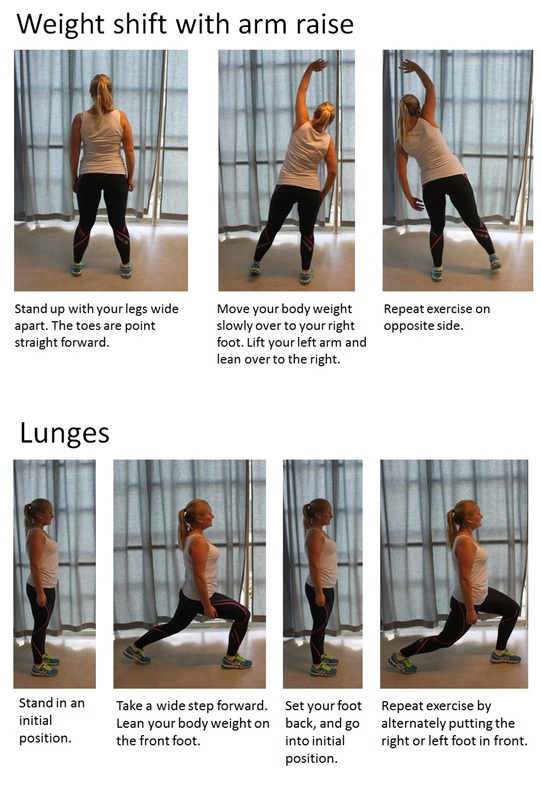 Weight shift with arm raise
Stand up with your legs wide
apart. The toes are point
straight forward.
Move your body weight
slowly over to your right
foot. Lift your left arm and
lean over to the right.
Repeat exercise on
opposite side.
Lunges
Stand in an
initial
position.
Take a wide step forward.
Lean your body weight on
the front foot.
Set your foot
back, and go
into initial
position.
Repeat exercise by
alternately putting the
right or left foot in front.